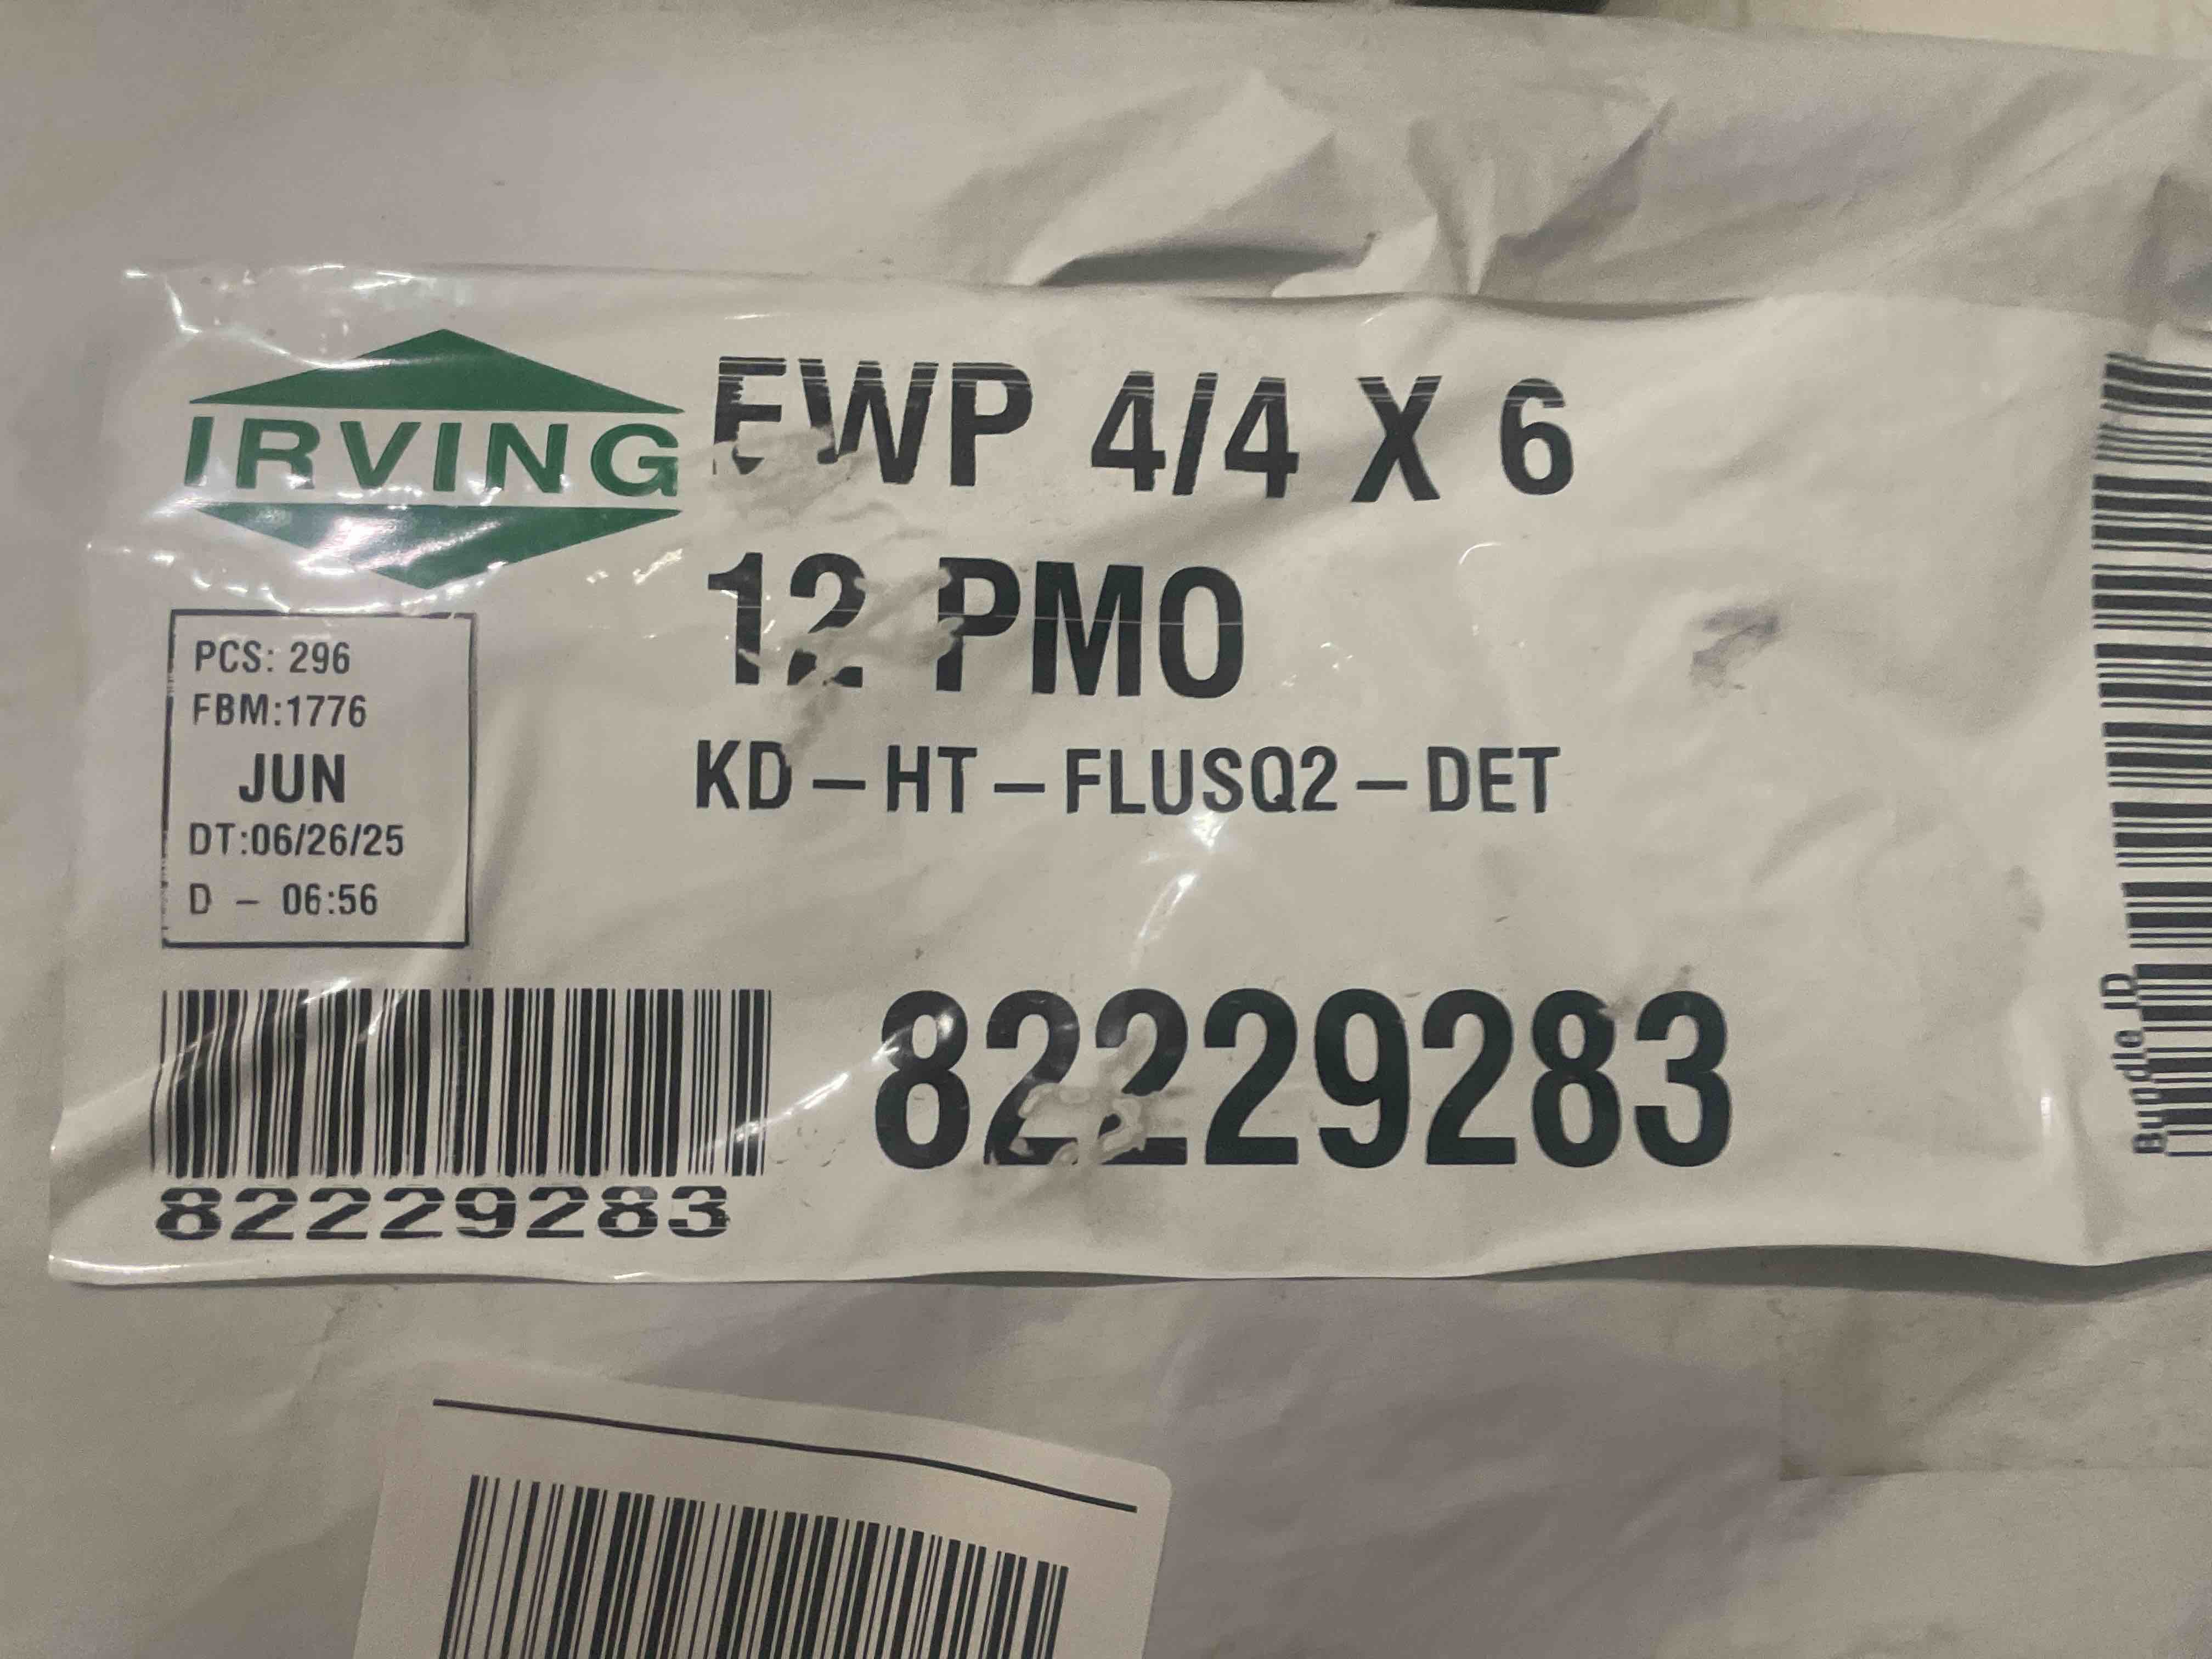 IRVING
EWP 4/4 X 6
12 PMO
KD - HT - FLUSQ2 - DET
PCS: 296
FBM:1776
JUN
DT:06/26/25
D - 06:56
82229283
82229283
Bundle ID